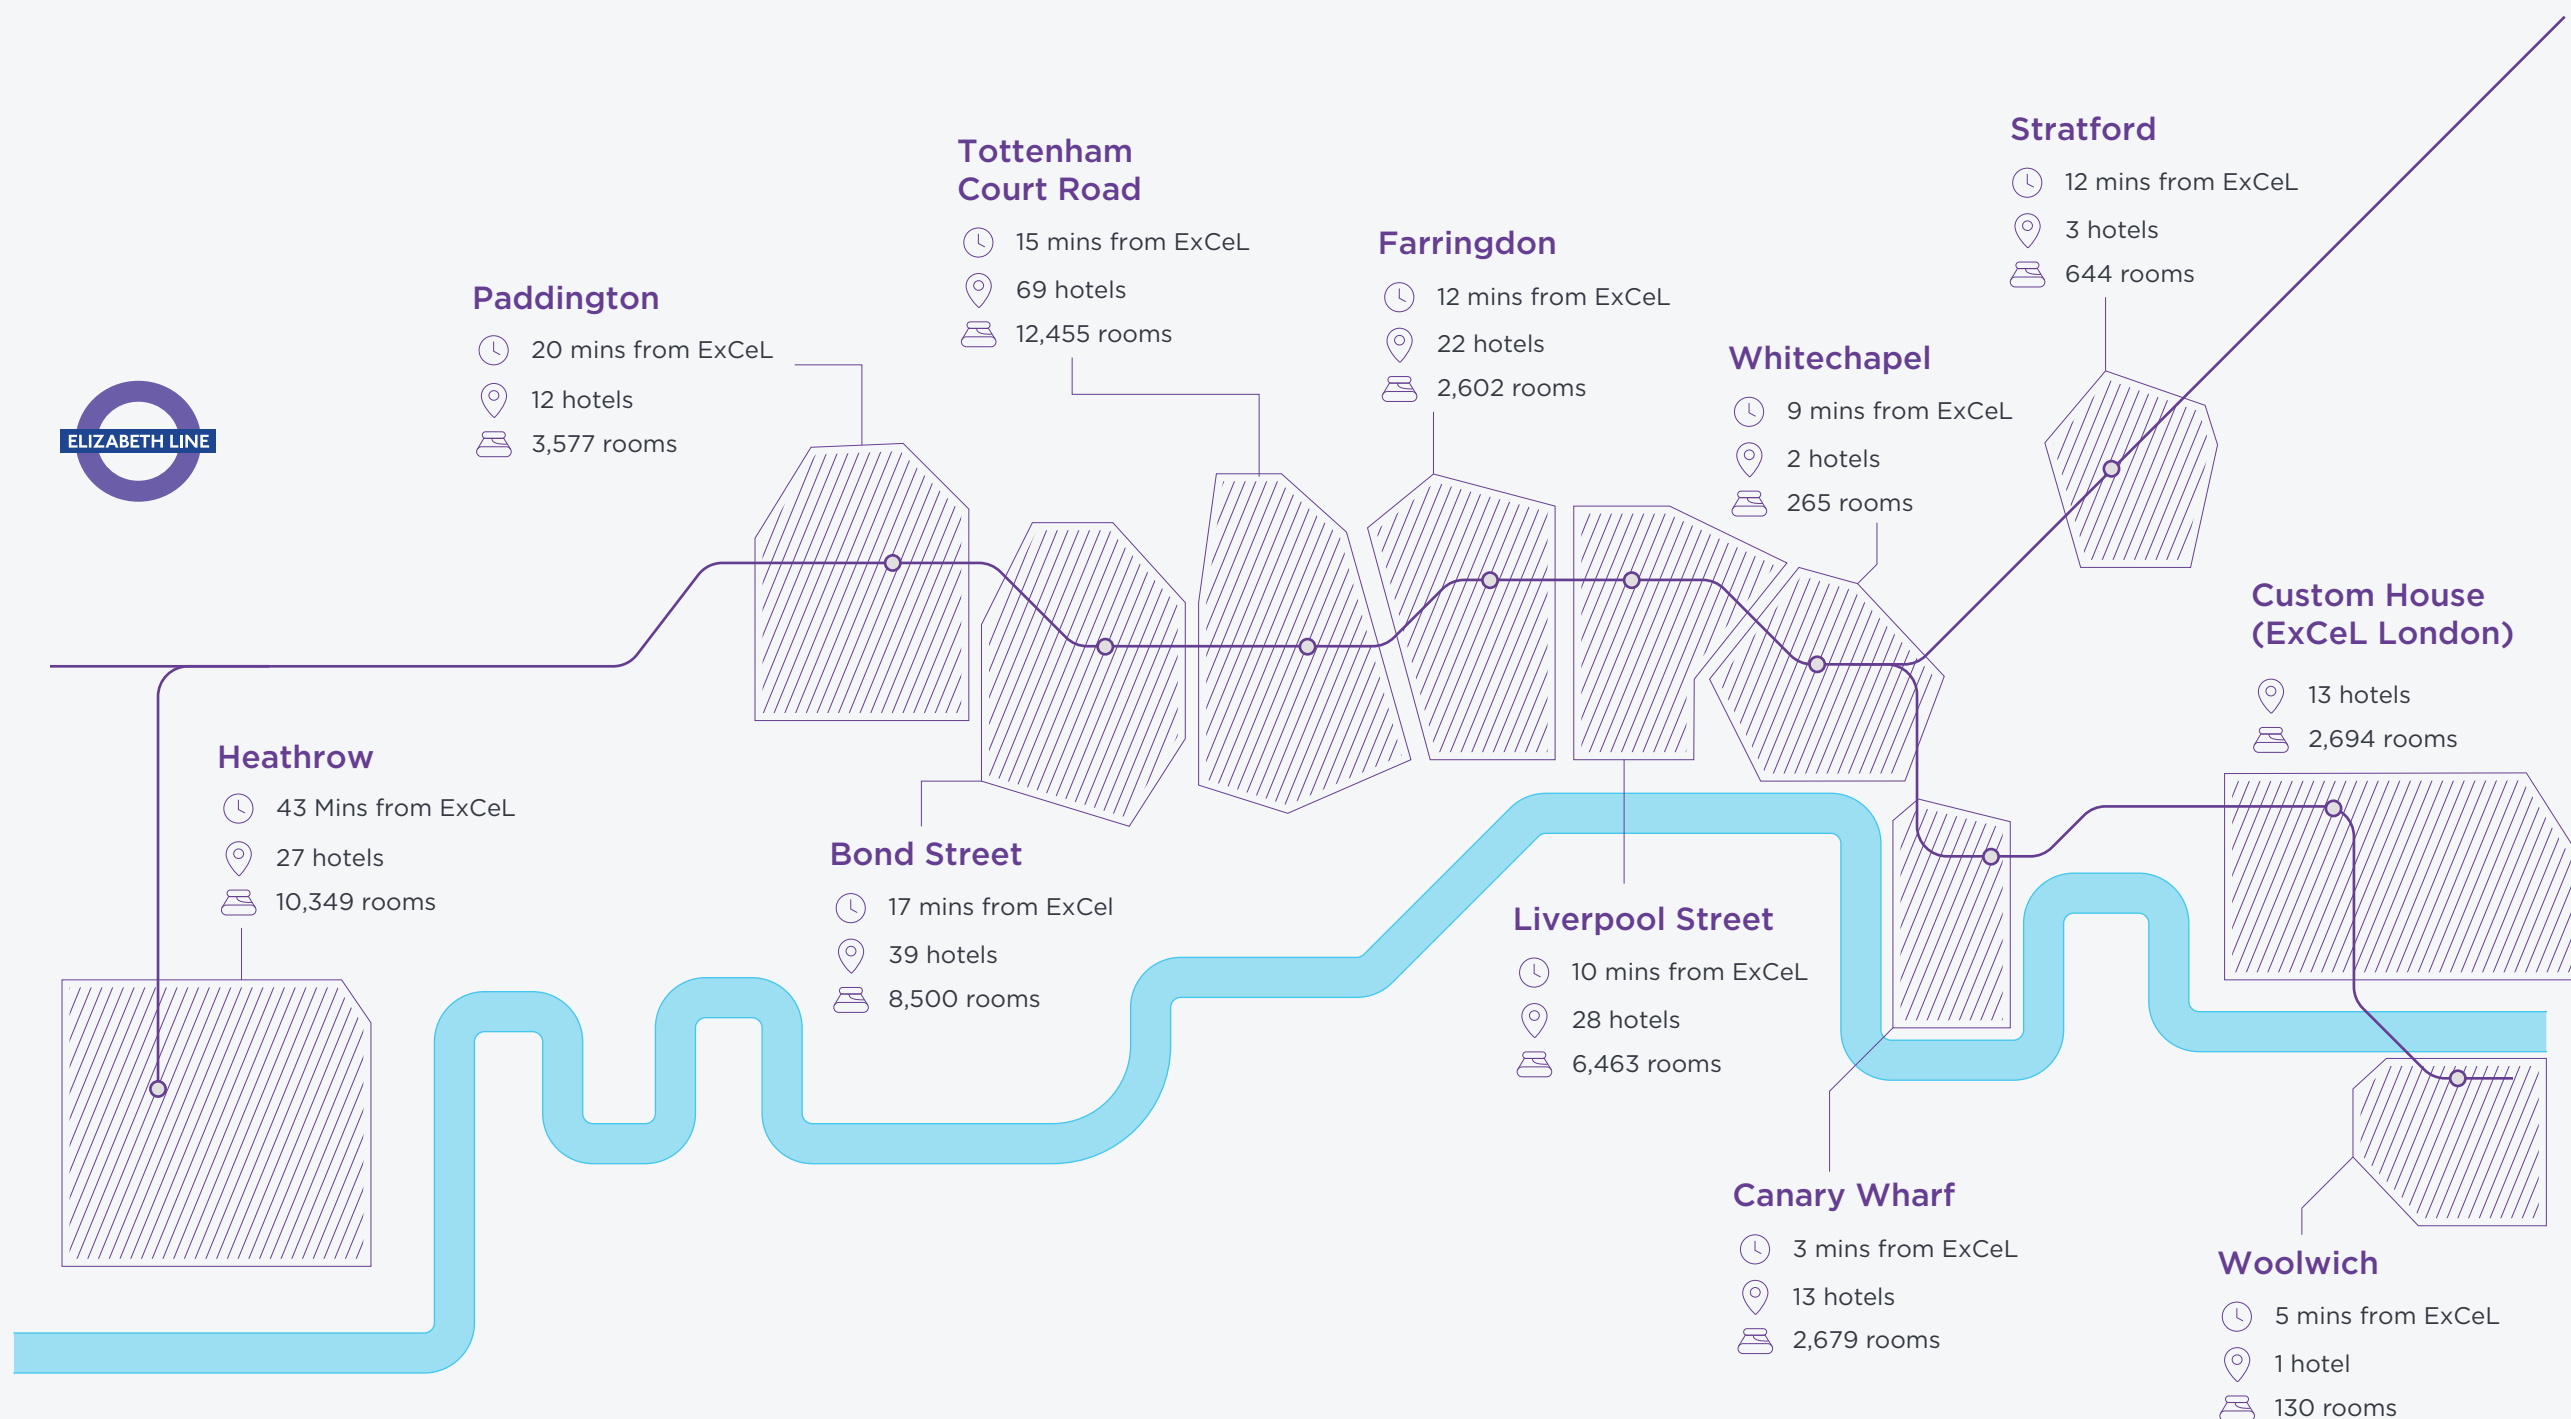 ELIZABETH LINE
Heathrow
43 Mins from ExCeL
27 hotels
10,349 rooms
Paddington
20 mins from ExCeL
12 hotels
3,577 rooms
Bond Street
17 mins from ExCel
39 hotels
8,500 rooms
Tottenham
Court Road
15 mins from ExCeL
69 hotels
12,455 rooms
Farringdon
12 mins from ExCeL
22 hotels
2,602 rooms
Liverpool Street
10 mins from ExCeL
28 hotels
6,463 rooms
Whitechapel
9 mins from ExCeL
2 hotels
265 rooms
Stratford
12 mins from ExCeL
3 hotels
644 rooms
Canary Wharf
3 mins from ExCeL
13 hotels
2,679 rooms
Custom House
(ExCeL London)
13 hotels
2,694 rooms
Woolwich
5 mins from ExCeL
1 hotel
130 rooms